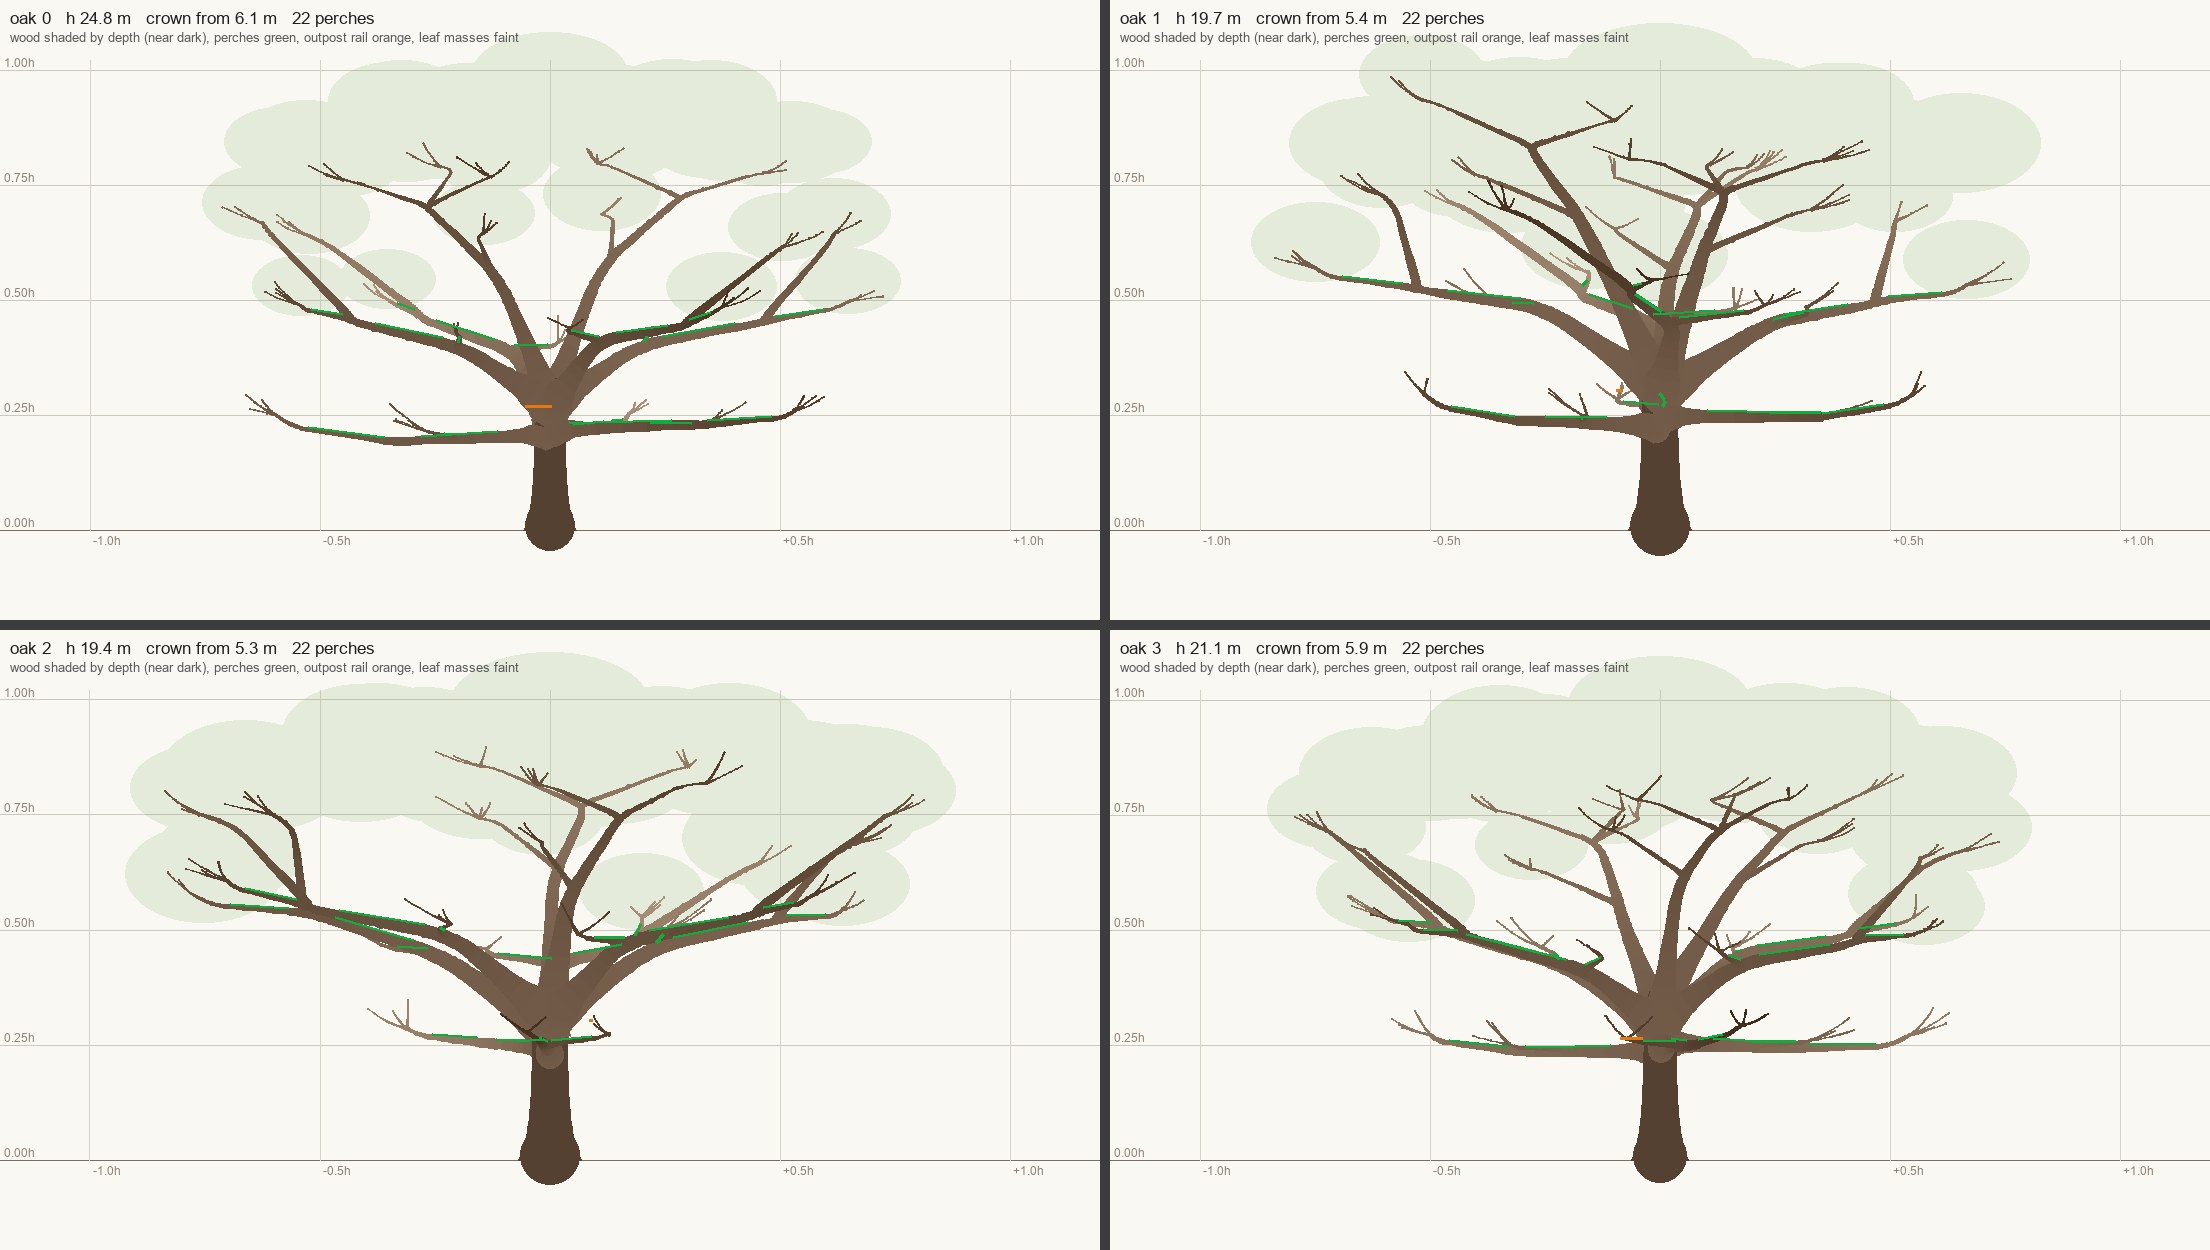 oak 0 h 24.8 m crown from 6.1 m 22 perches
wood shaded by depth (near dark), perches green, outpost rail orange, leaf masses faint
1.00h
0.75h
0.50h
0.25h
0.00h
-1.0h
-0.5h
+0.5h
+1.0h
oak 1 h 19.7 m crown from 5.4 m 22 perches
wood shaded by depth (near dark), perches green, outpost rail orange, leaf masses faint
1.00h
0.75h
0.50h
0.25h
0.00h
-1.0h
-0.5h
+0.5h
+1.0h
oak 2 h 19.4 m crown from 5.3 m 22 perches
wood shaded by depth (near dark), perches green, outpost rail orange, leaf masses faint
1.00h
0.75h
0.50h
0.25h
0.00h
-1.0h
-0.5h
+0.5h
+1.0h
oak 3 h 21.1 m crown from 5.9 m 22 perches
wood shaded by depth (near dark), perches green, outpost rail orange, leaf masses faint
1.00h
0.75h
0.50h
0.25h
0.00h
-1.0h
-0.5h
+0.5h
+1.0h